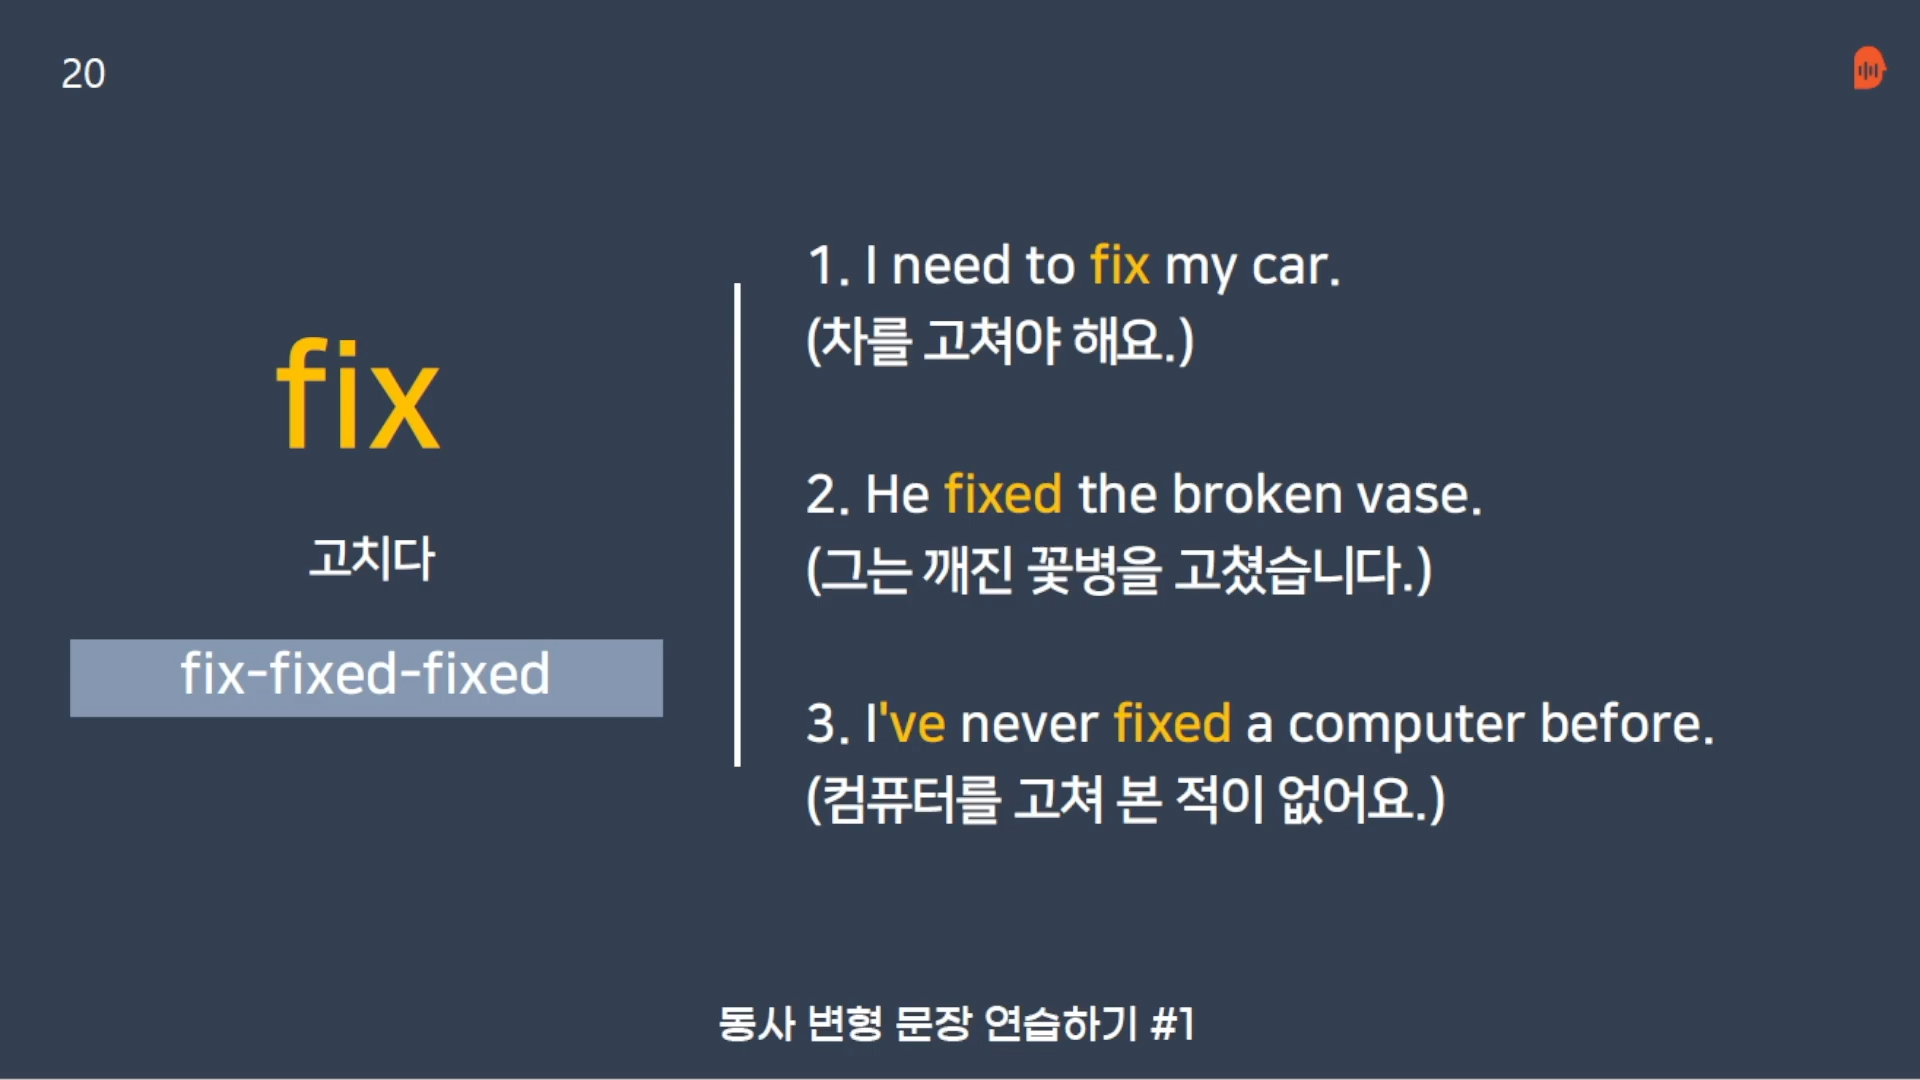 20
fix
고치다
fix-fixed-fixed
1. I need to fix my car.
(차를 고쳐야 해요.)
2. He fixed the broken vase.
(그는 깨진 꽃병을 고쳤습니다.)
3. I've never fixed a computer before.
(컴퓨터를 고쳐 본 적이 없어요.)
동사 변형 문장 연습하기 #1